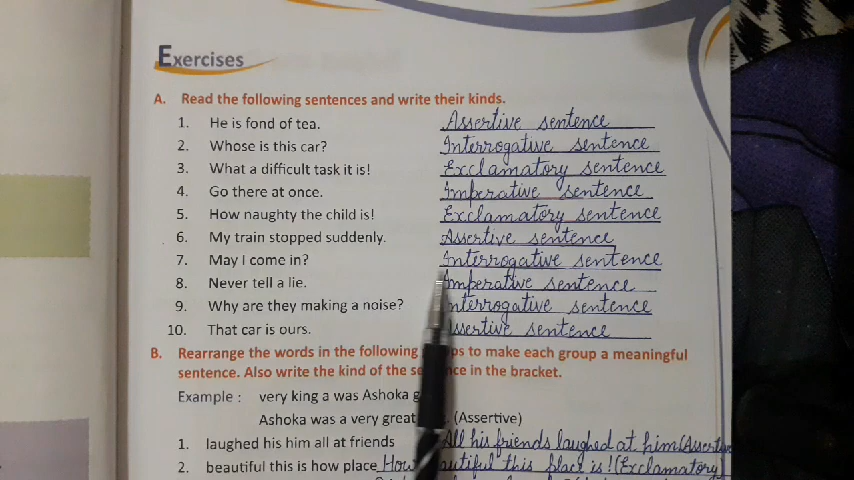 Exercises
A. Read the following sentences and write their kinds.
1. He is fond of tea. Assertive sentence
2. Whose is this car? Interrogative sentence
3. What a difficult task it is! Exclamatory sentence
4. Go there at once. Imperative sentence
5. How naughty the child is! Exclamatory sentence
6. My train stopped suddenly. Assertive sentence
7. May I come in? Interrogative sentence
8. Never tell a lie. Imperative sentence
9. Why are they making a noise? Interrogative sentence
10. That car is ours. Assertive sentence
B. Rearrange the words in the following to make each group a meaningful
sentence. Also write the kind of the sentence in the bracket.
Example : very king a was Ashoka
Ashoka was a very great (Assertive)
1. laughed his him all at friends All his friends laughed at him (Assertiv
2. beautiful this is how place How beautiful this place is! (Exclamatory)